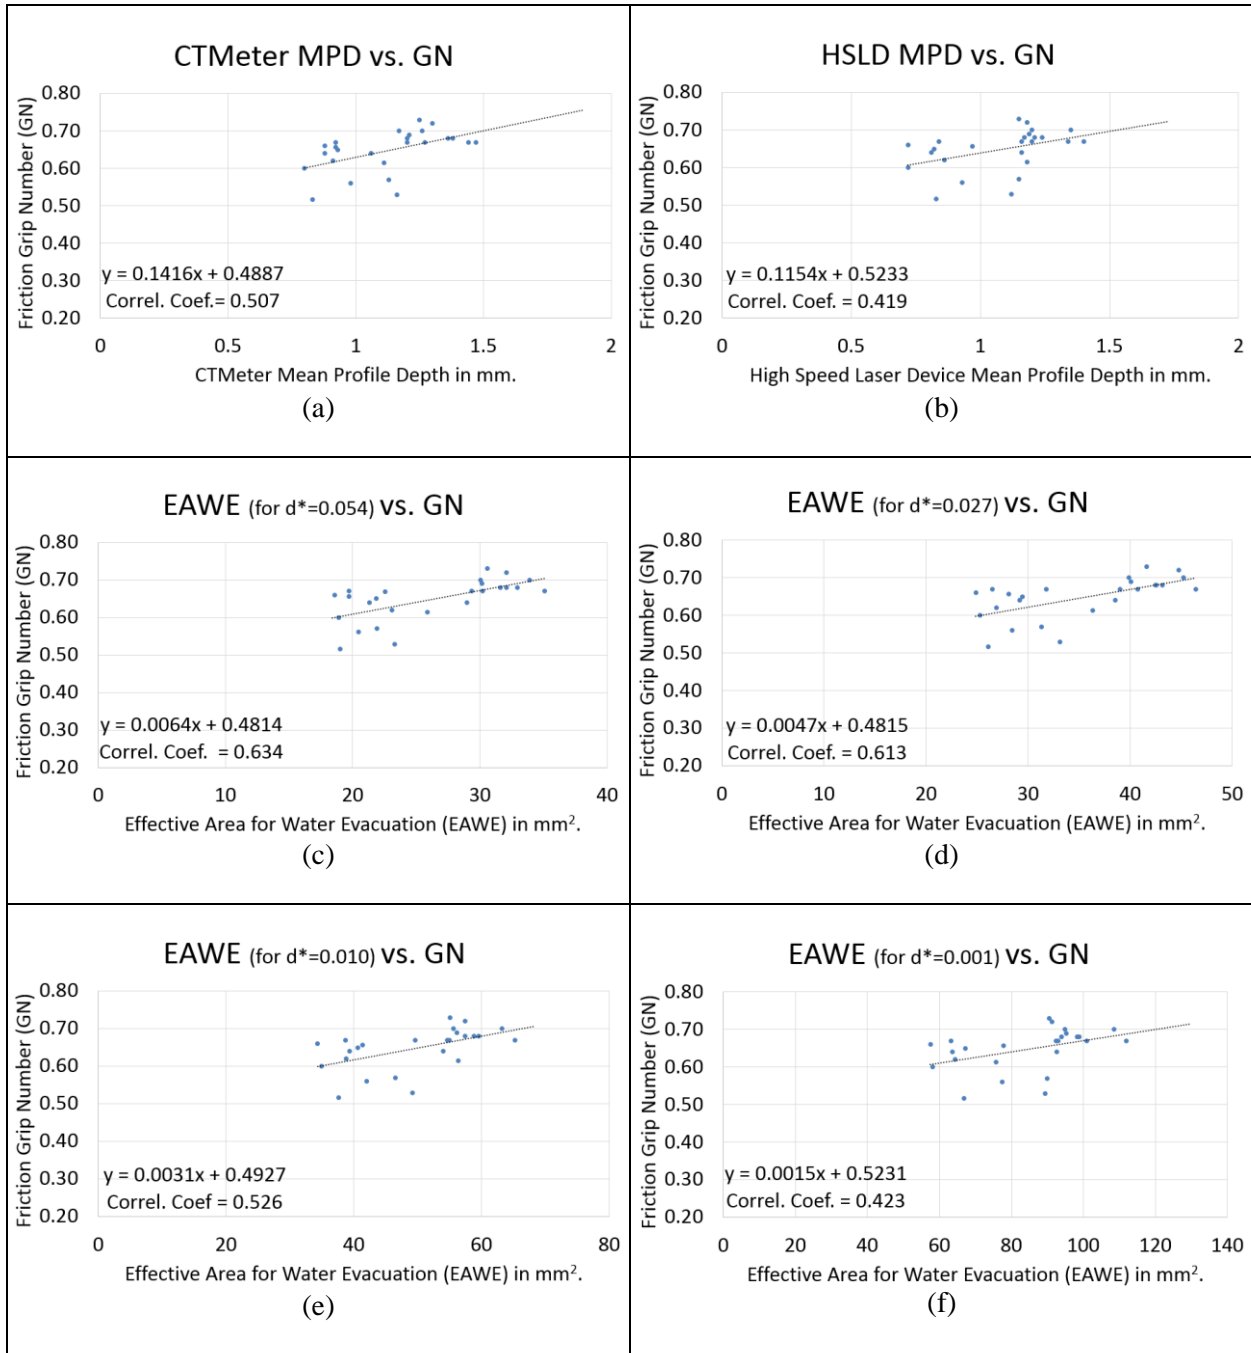 CTMeter MPD vs. GN
Friction Grip Number (GN)
0.80
0.70
0.60
0.50
0.40
0.30
0.20
y = 0.1416x + 0.4887
Correl. Coef.= 0.507
0 0.5 1 1.5 2
CTMeter Mean Profile Depth in mm.
(a)
HSLD MPD vs. GN
Friction Grip Number (GN)
0.80
0.70
0.60
0.50
0.40
0.30
0.20
y = 0.1154x + 0.5233
Correl. Coef. = 0.419
0 0.5 1 1.5 2
High Speed Laser Device Mean Profile Depth in mm.
(b)
EAWE (for d*=0.054) vs. GN
Friction Grip Number (GN)
0.80
0.70
0.60
0.50
0.40
0.30
0.20
y = 0.0064x + 0.4814
Correl. Coef. = 0.634
0 10 20 30 40
Effective Area for Water Evacuation (EAWE) in mm².
(c)
EAWE (for d*=0.027) vs. GN
Friction Grip Number (GN)
0.80
0.70
0.60
0.50
0.40
0.30
0.20
y = 0.0047x + 0.4815
Correl. Coef. = 0.613
0 10 20 30 40 50
Effective Area for Water Evacuation (EAWE) in mm².
(d)
EAWE (for d*=0.010) vs. GN
Friction Grip Number (GN)
0.80
0.70
0.60
0.50
0.40
0.30
0.20
y = 0.0031x + 0.4927
Correl. Coef = 0.526
0 20 40 60 80
Effective Area for Water Evacuation (EAWE) in mm².
(e)
EAWE (for d*=0.001) vs. GN
Friction Grip Number (GN)
0.80
0.70
0.60
0.50
0.40
0.30
0.20
y = 0.0015x + 0.5231
Correl. Coef. = 0.423
0 20 40 60 80 100 120 140
Effective Area for Water Evacuation (EAWE) in mm².
(f)